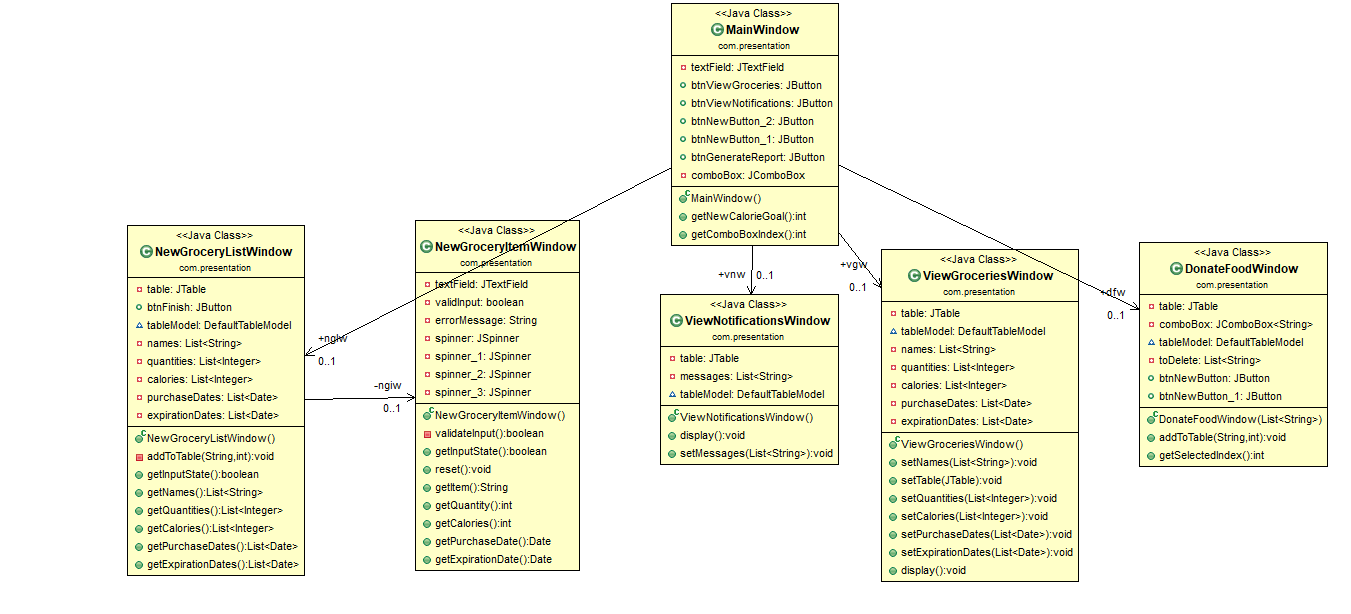 <<Java Class>>
MainWindow
com.presentation
textField: JTextField
btnViewGroceries: JButton
btnViewNotifications: JButton
btnNewButton_2: JButton
btnNewButton_1: JButton
btnGenerateReport: JButton
comboBox: JComboBox
MainWindow()
getNewCalorieGoal():int
getComboBoxIndex():int
<<Java Class>>
NewGroceryListWindow
com.presentation
table: JTable
btnFinish: JButton
tableModel: DefaultTableModel
names: List<String>
quantities: List<Integer>
calories: List<Integer>
purchaseDates: List<Date>
expirationDates: List<Date>
NewGroceryListWindow()
addToTable(String,int):void
getInputState():boolean
getNames():List<String>
getQuantities():List<Integer>
getCalories():List<Integer>
getPurchaseDates():List<Date>
getExpirationDates():List<Date>
+nglw
0..1
-ngiw
0..1
<<Java Class>>
NewGroceryItemWindow
com.presentation
textField: JTextField
validInput: boolean
errorMessage: String
spinner: JSpinner
spinner_1: JSpinner
spinner_2: JSpinner
spinner_3: JSpinner
NewGroceryItemWindow()
validateInput():boolean
getInputState():boolean
reset():void
getItem():String
getQuantity():int
getCalories():int
getPurchaseDate():Date
getExpirationDate():Date
+vnw
0..1
<<Java Class>>
ViewNotificationsWindow
com.presentation
table: JTable
messages: List<String>
tableModel: DefaultTableModel
ViewNotificationsWindow()
display():void
setMessages(List<String>):void
+vgw
0..1
<<Java Class>>
ViewGroceriesWindow
com.presentation
table: JTable
tableModel: DefaultTableModel
names: List<String>
quantities: List<Integer>
calories: List<Integer>
purchaseDates: List<Date>
expirationDates: List<Date>
ViewGroceriesWindow()
setNames(List<String>):void
setTable(JTable):void
setQuantities(List<Integer>):void
setCalories(List<Integer>):void
setPurchaseDates(List<Date>):void
setExpirationDates(List<Date>):void
display():void
+dfw
0..1
<<Java Class>>
DonateFoodWindow
com.presentation
table: JTable
comboBox: JComboBox<String>
tableModel: DefaultTableModel
toDelete: List<String>
btnNewButton: JButton
btnNewButton_1: JButton
DonateFoodWindow(List<String>)
addToTable(String,int):void
getSelectedIndex():int